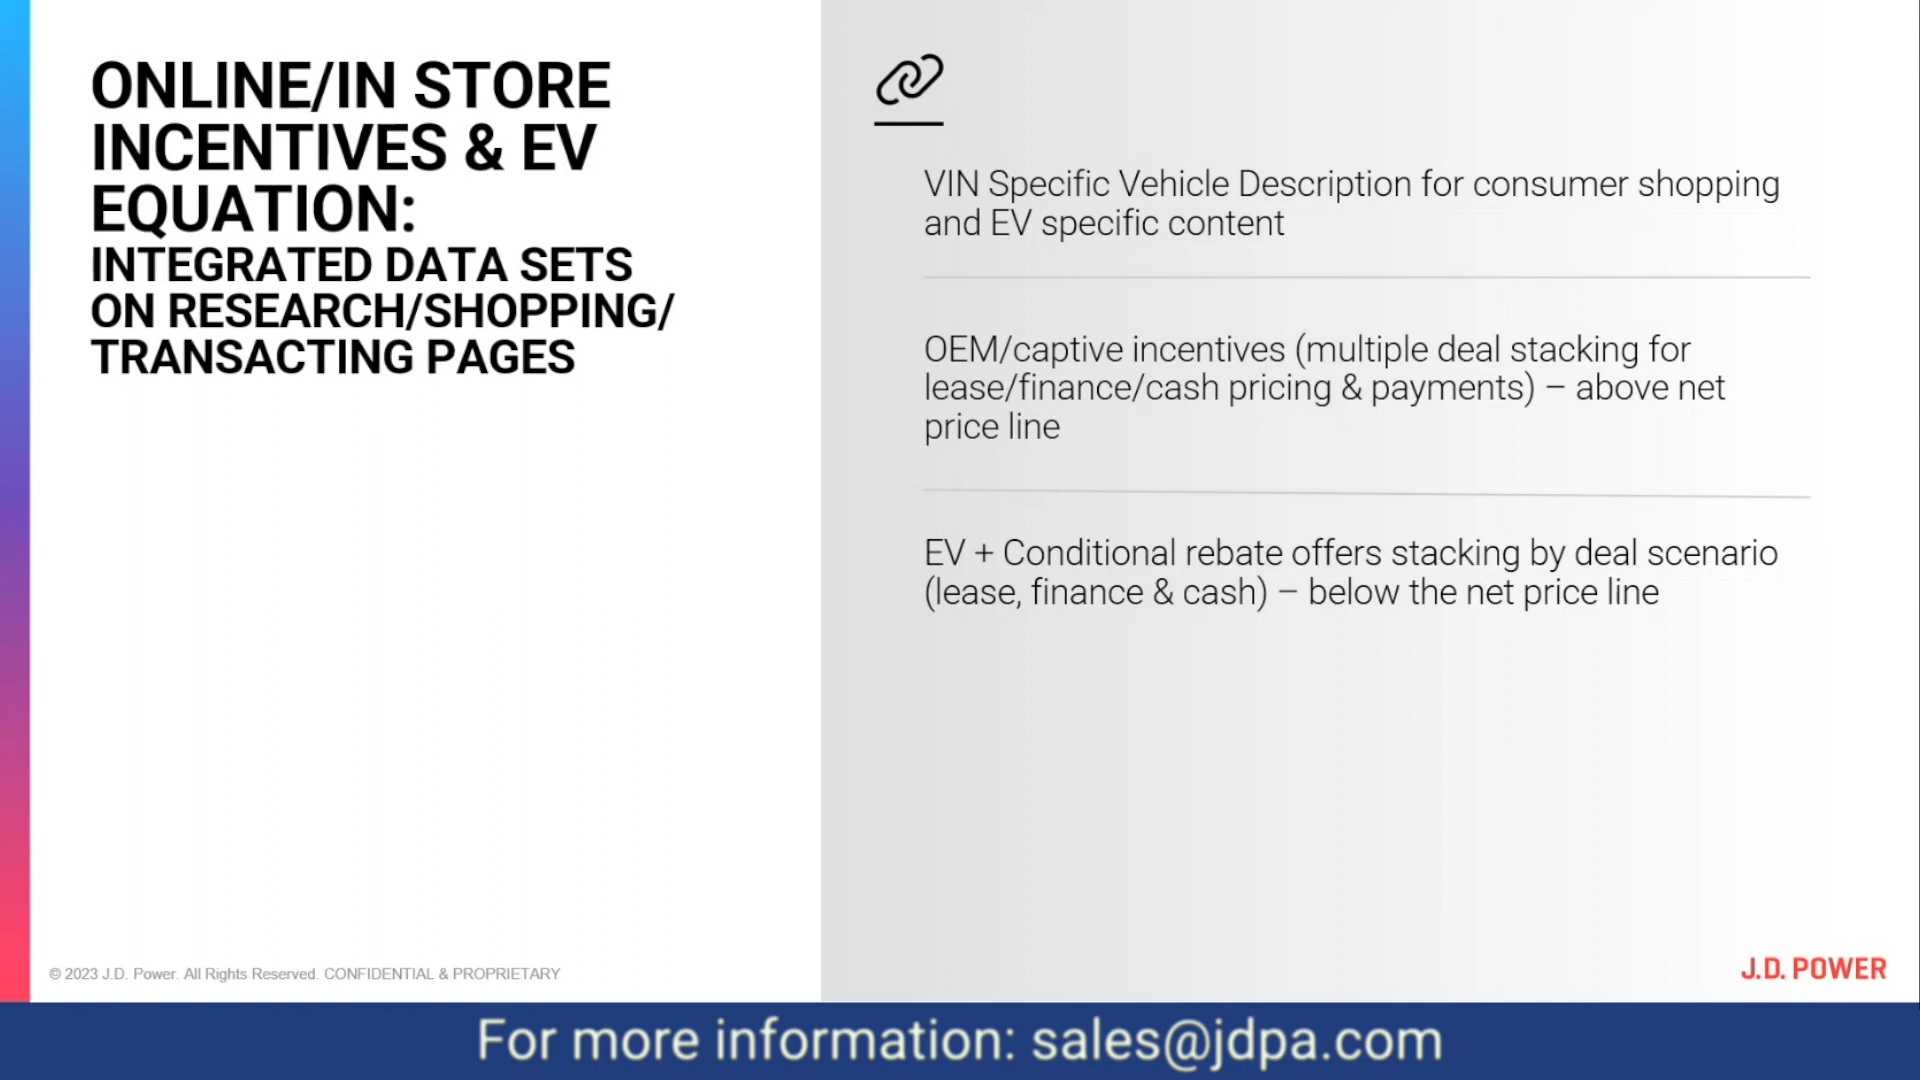 ONLINE/IN STORE
INCENTIVES & EV
EQUATION:
INTEGRATED DATA SETS
ON RESEARCH/SHOPPING/
TRANSACTING PAGES
VIN Specific Vehicle Description for consumer shopping
and EV specific content
OEM/captive incentives (multiple deal stacking for
lease/finance/cash pricing & payments) – above net
price line
EV + Conditional rebate offers stacking by deal scenario
(lease, finance & cash) – below the net price line
© 2023 J.D. Power. All Rights Reserved. CONFIDENTIAL & PROPRIETARY
J.D. POWER
For more information: sales@jdpa.com